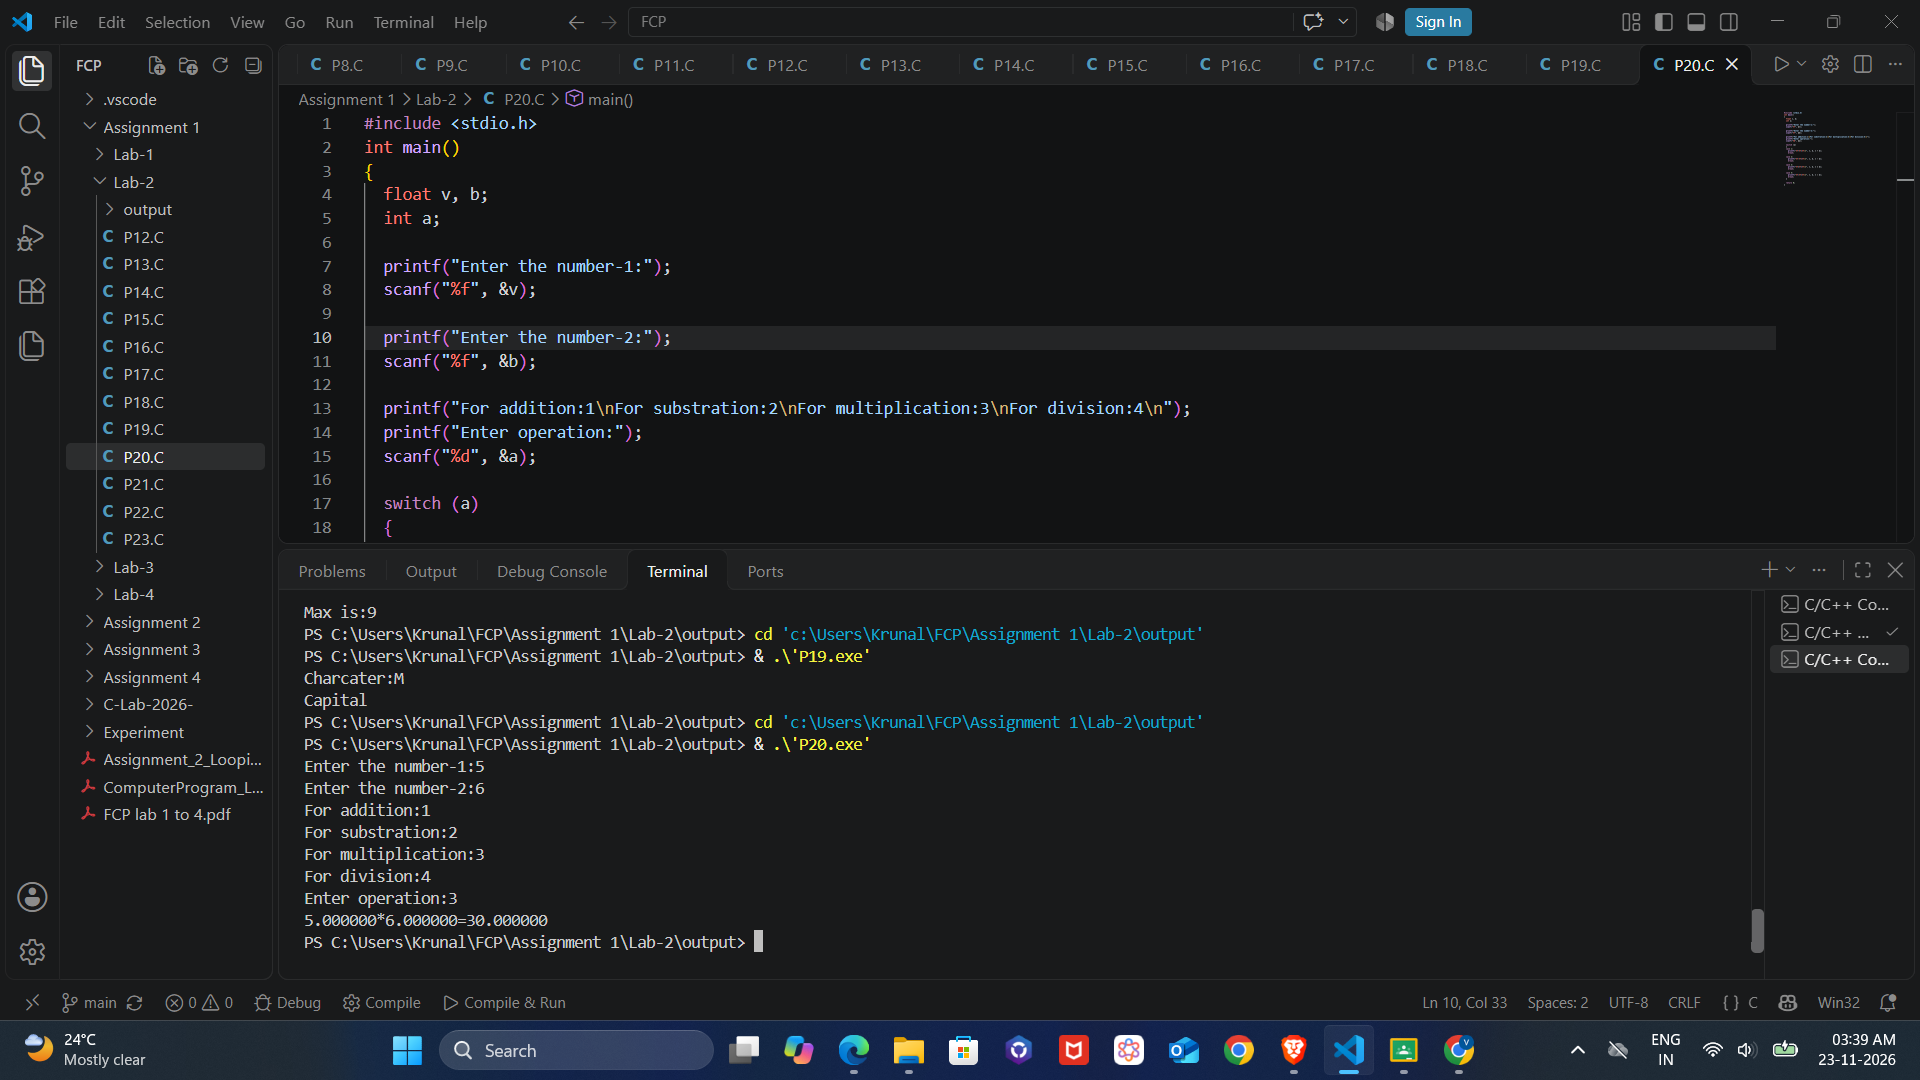 File Edit Selection View Go Run Terminal Help
FCP
Sign In
FCP
.vscode
Assignment 1
Lab-1
Lab-2
output
C P12.C
C P13.C
C P14.C
C P15.C
C P16.C
C P17.C
C P18.C
C P19.C
C P20.C
C P21.C
C P22.C
C P23.C
Lab-3
Lab-4
Assignment 2
Assignment 3
Assignment 4
C-Lab-2026-
Experiment
Assignment_2_Loopi...
ComputerProgram_L...
FCP lab 1 to 4.pdf
C P8.C C P9.C C P10.C C P11.C C P12.C C P13.C C P14.C C P15.C C P16.C C P17.C C P18.C C P19.C C P20.C
Assignment 1 > Lab-2 > C P20.C > main()
1 #include <stdio.h>
2 int main()
3 {
4 float v, b;
5 int a;
6
7 printf("Enter the number-1:");
8 scanf("%f", &v);
9
10 printf("Enter the number-2:");
11 scanf("%f", &b);
12
13 printf("For addition:1\nFor substration:2\nFor multiplication:3\nFor division:4\n");
14 printf("Enter operation:");
15 scanf("%d", &a);
16
17 switch (a)
18 {
Problems Output Debug Console Terminal Ports
Max is:9
PS C:\Users\Krunal\FCP\Assignment 1\Lab-2\output> cd 'c:\Users\Krunal\FCP\Assignment 1\Lab-2\output'
PS C:\Users\Krunal\FCP\Assignment 1\Lab-2\output> & .\'P19.exe'
Charcater:M
Capital
PS C:\Users\Krunal\FCP\Assignment 1\Lab-2\output> cd 'c:\Users\Krunal\FCP\Assignment 1\Lab-2\output'
PS C:\Users\Krunal\FCP\Assignment 1\Lab-2\output> & .\'P20.exe'
Enter the number-1:5
Enter the number-2:6
For addition:1
For substration:2
For multiplication:3
For division:4
Enter operation:3
5.000000*6.000000=30.000000
PS C:\Users\Krunal\FCP\Assignment 1\Lab-2\output>
C/C++ Co...
C/C++ ...
C/C++ Co...
main 0 0 Debug Compile Compile & Run
Ln 10, Col 33 Spaces: 2 UTF-8 CRLF { } C Win32
24°C
Mostly clear
Search
ENG
IN
03:39 AM
23-11-2026